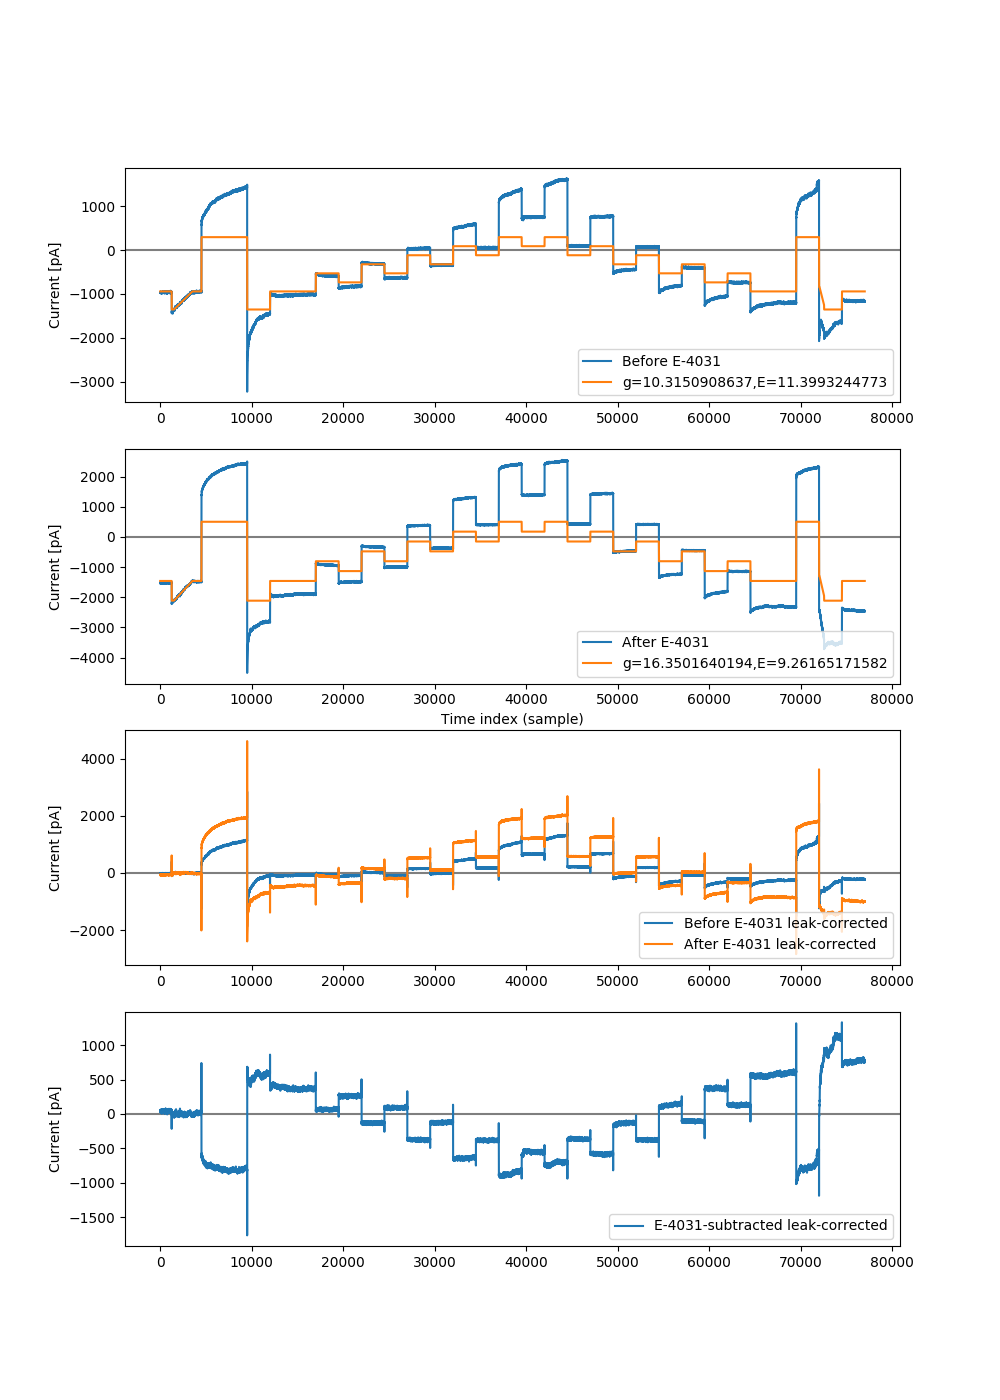 1000
0
−1000
−2000
−3000
Current [pA]
Before E-4031
g=10.3150908637,E=11.3993244773
0 10000 20000 30000 40000 50000 60000 70000 80000
2000
1000
0
−1000
−2000
−3000
−4000
Current [pA]
After E-4031
g=16.3501640194,E=9.26165171582
0 10000 20000 30000 40000 50000 60000 70000 80000
Time index (sample)
4000
2000
0
−2000
Current [pA]
Before E-4031 leak-corrected
After E-4031 leak-corrected
0 10000 20000 30000 40000 50000 60000 70000 80000
1000
500
0
−500
−1000
−1500
Current [pA]
E-4031-subtracted leak-corrected
0 10000 20000 30000 40000 50000 60000 70000 80000